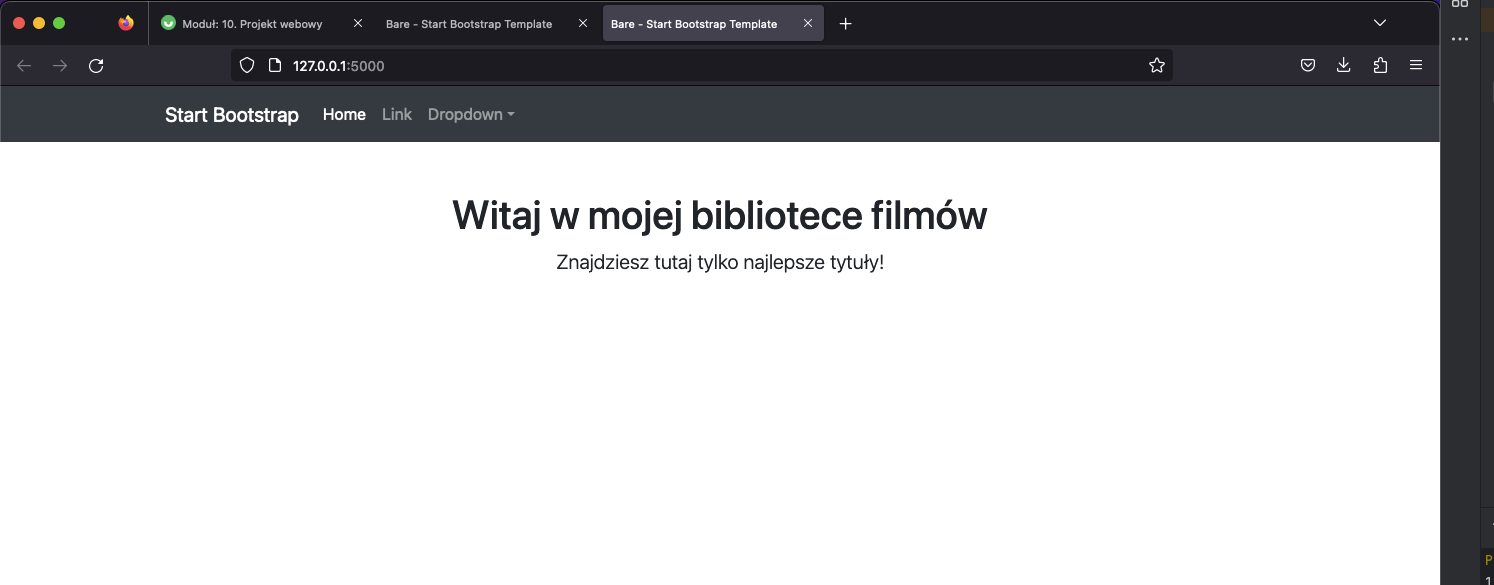 Moduł: 10. Projekt webowy
Bare - Start Bootstrap Template
Bare - Start Bootstrap Template
127.0.0.1:5000
Start Bootstrap Home Link Dropdown
Witaj w mojej bibliotece filmów
Znajdziesz tutaj tylko najlepsze tytuły!
P
1